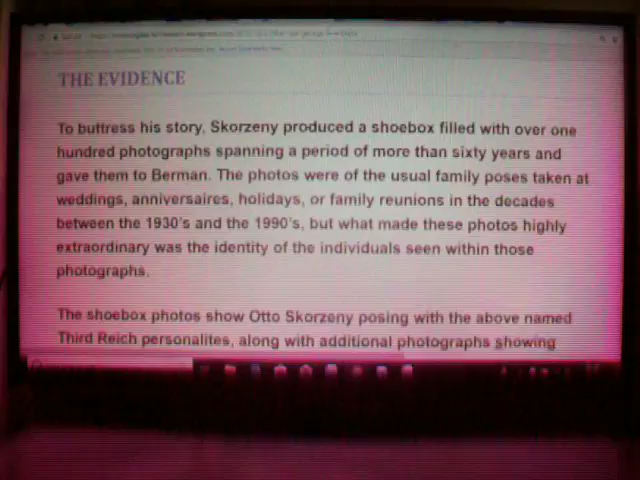 THE EVIDENCE
To buttress his story, Skorzeny produced a shoebox filled with over one
hundred photographs spanning a period of more than sixty years and
gave them to Berman. The photos were of the usual family poses taken at
weddings, anniversaires, holidays, or family reunions in the decades
between the 1930's and the 1990's, but what made these photos highly
extraordinary was the identity of the individuals seen within those
photographs.
The shoebox photos show Otto Skorzeny posing with the above named
Third Reich personalites, along with additional photographs showing